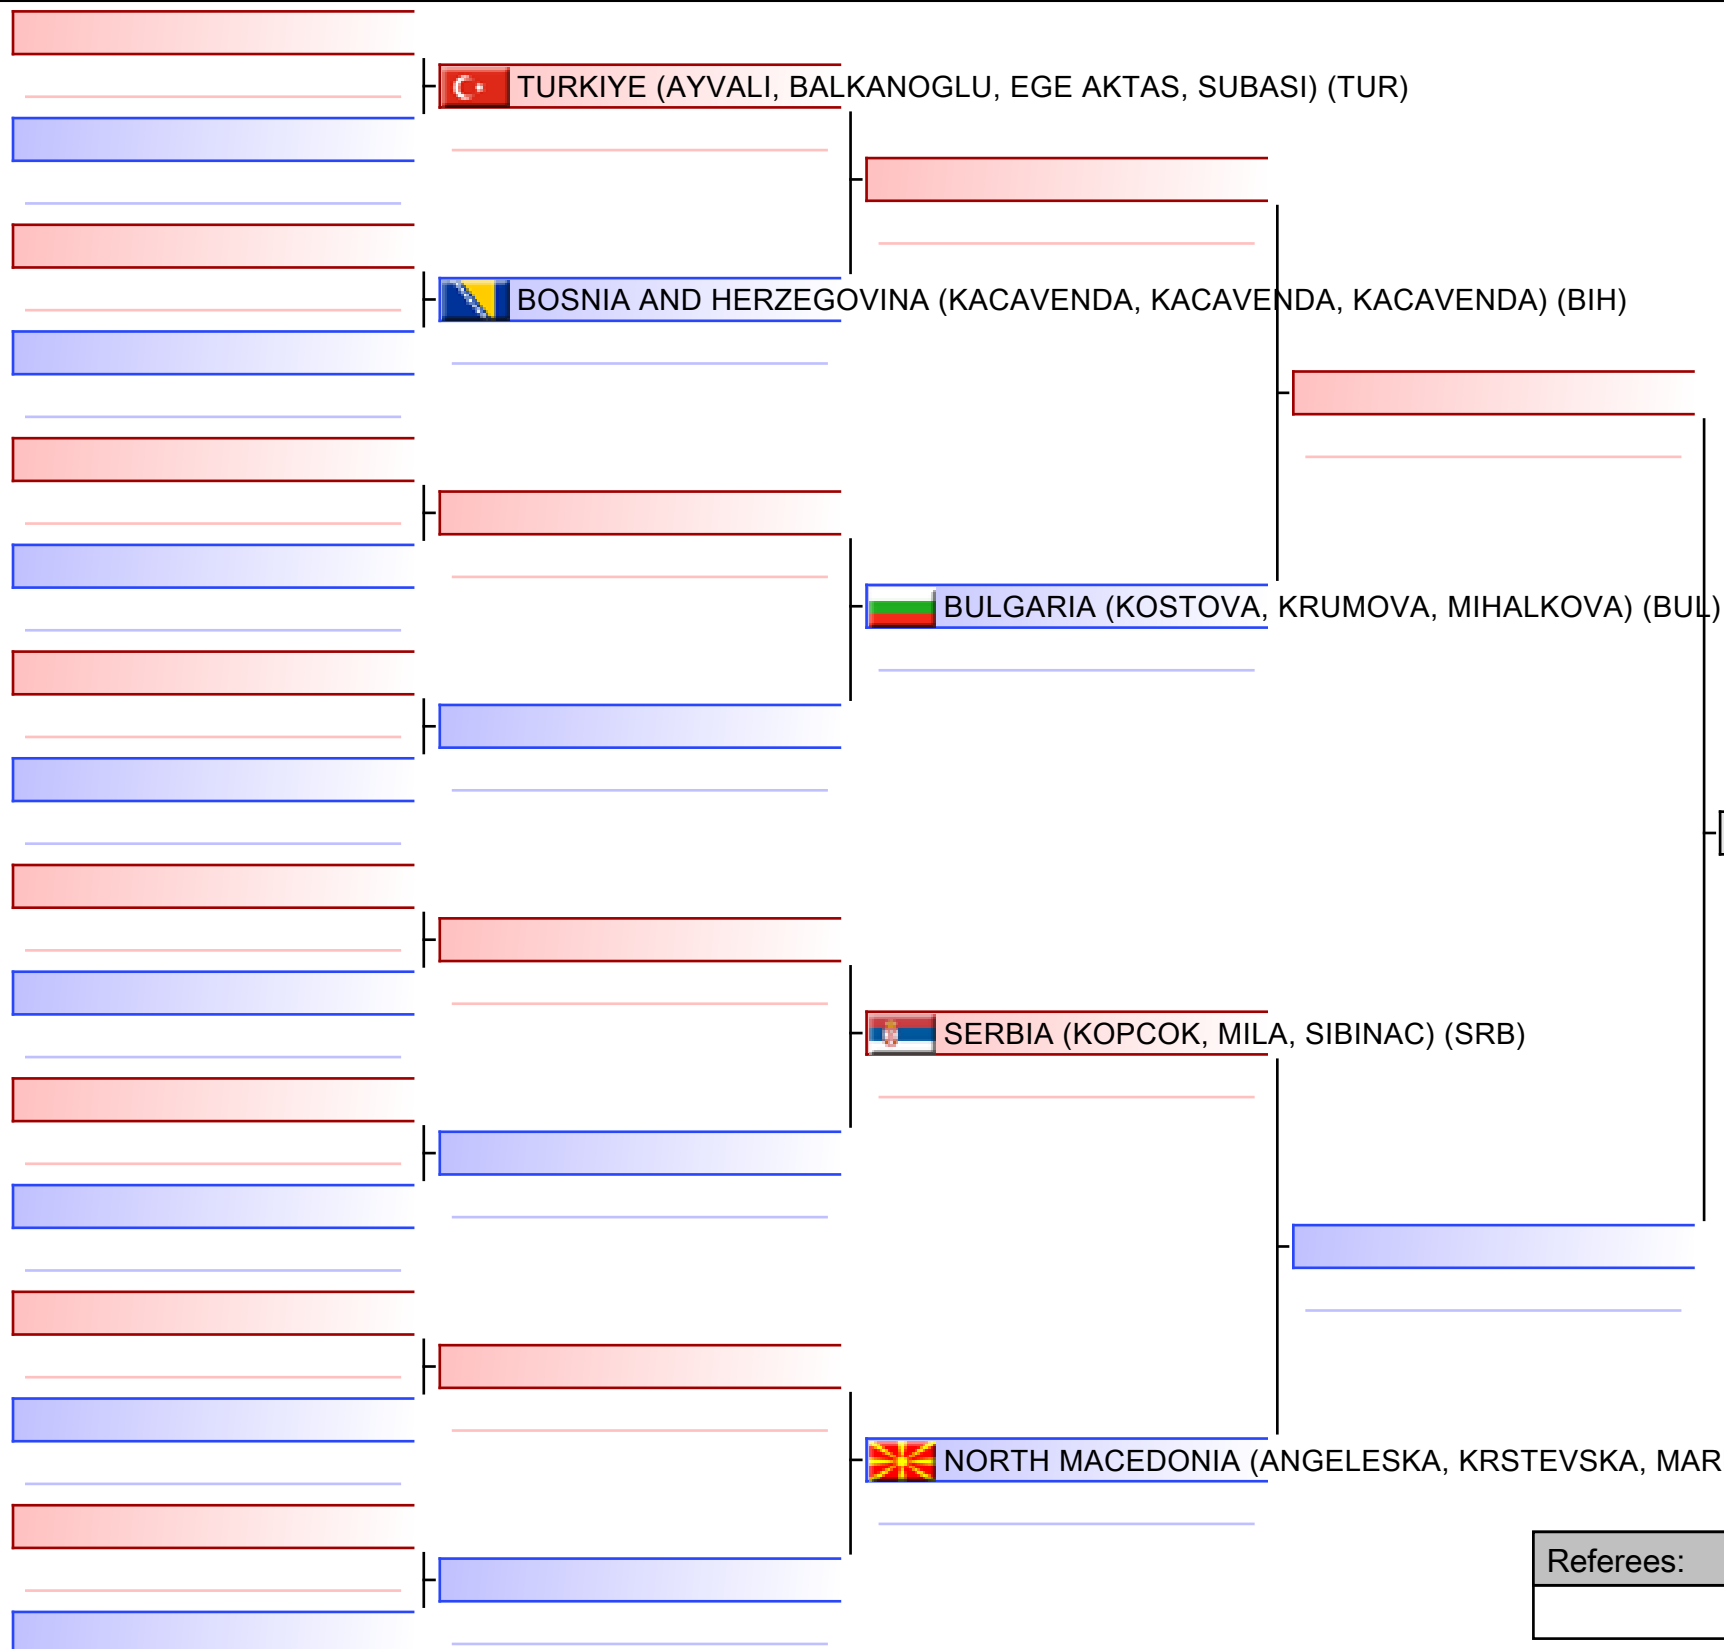 TURKIYE (AYVALI, BALKANOGLU, EGE AKTAS, SUBASI) (TUR)
BOSNIA AND HERZEGOVINA (KACAVENDA, KACAVENDA, KACAVENDA) (BIH)
BULGARIA (KOSTOVA, KRUMOVA, MIHALKOVA) (BUL)
SERBIA (KOPCOK, MILA, SIBINAC) (SRB)
NORTH MACEDONIA (ANGELESKA, KRSTEVSKA, MAR
Referees: